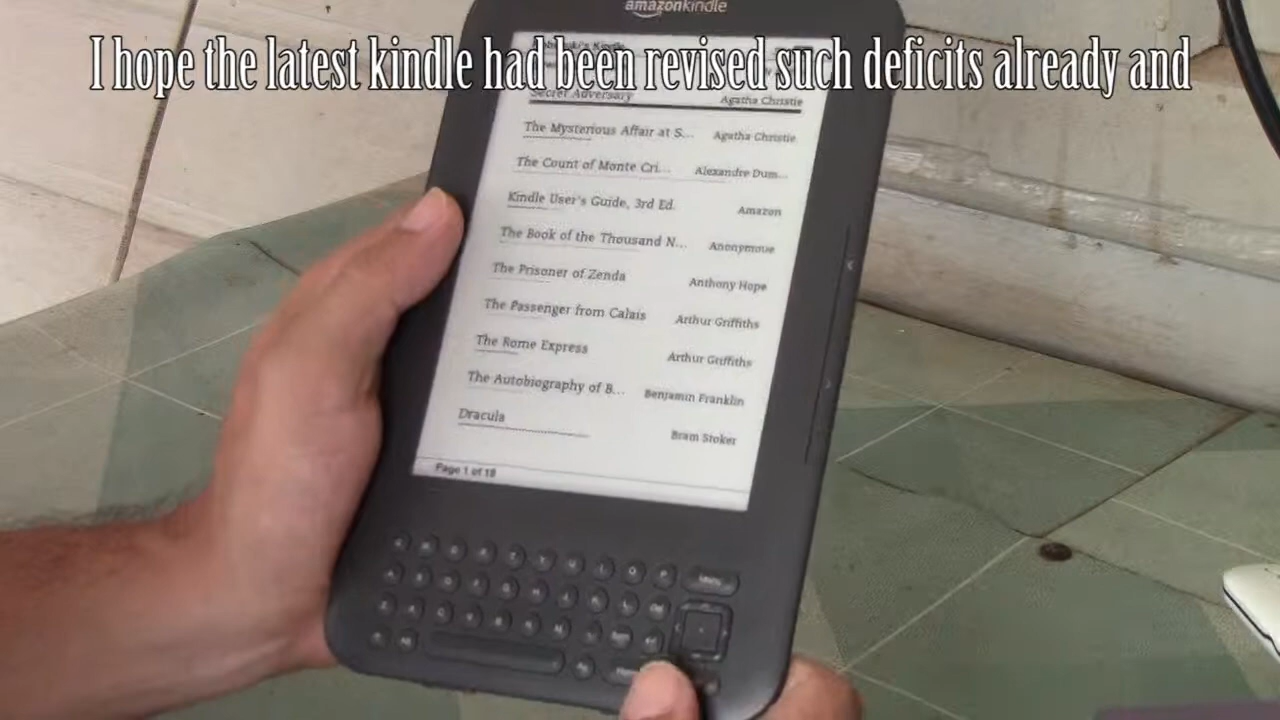 amazonkindle
I hope the latest kindle had been revised such deficits already and
Secret Adversary Agatha Christie
The Mysterious Affair at S... Agatha Christie
The Count of Monte Cri... Alexandre Dum...
Kindle User's Guide, 3rd Ed. Amazon
The Book of the Thousand N... Anonymous
The Prisoner of Zenda Anthony Hope
The Passenger from Calais Arthur Griffiths
The Rome Express Arthur Griffiths
The Autobiography of B... Benjamin Franklin
Dracula Bram Stoker
Page 1 of 18